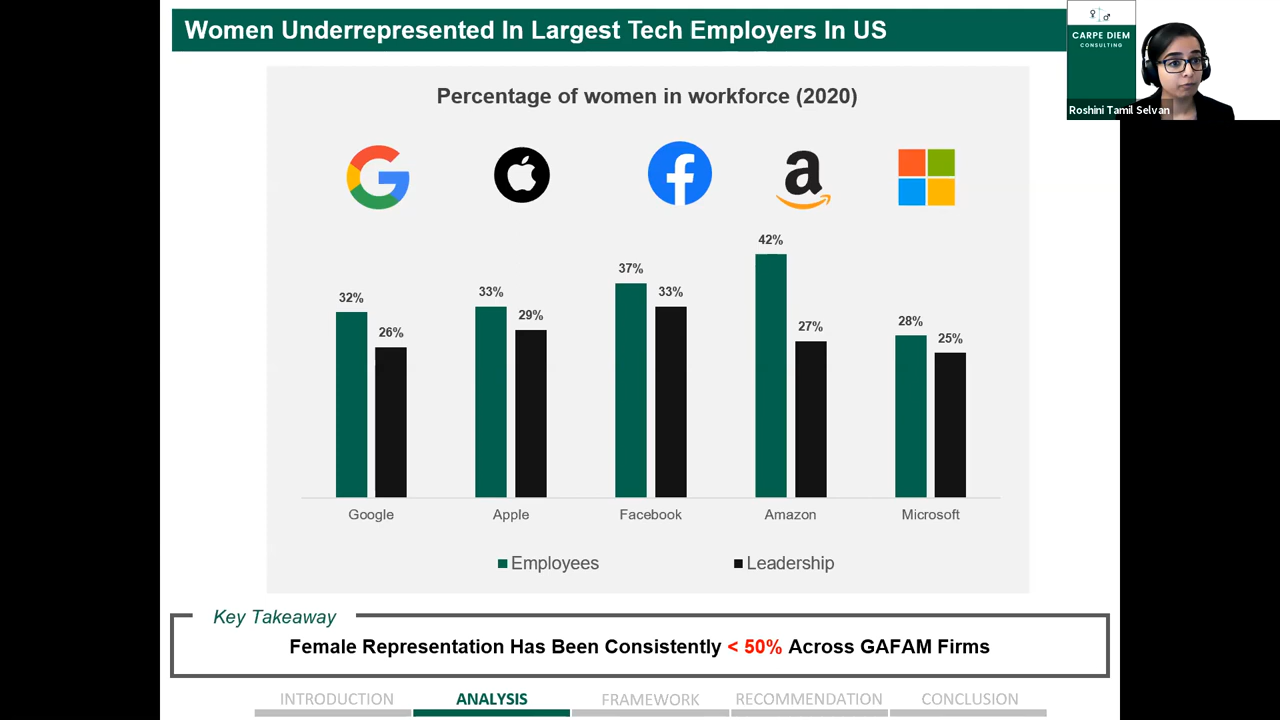 Women Underrepresented In Largest Tech Employers In US
CARPE DIEM
CONSULTING
Roshini Tamil Selvan
Percentage of women in workforce (2020)
a
42%
37%
33%
32%
33%
29%
28%
26%
27%
25%
Google
Apple
Facebook
Amazon
Microsoft
Employees
Leadership
Key Takeaway
Female Representation Has Been Consistently < 50% Across GAFAM Firms
INTRODUCTION
ANALYSIS
FRAMEWORK
RECOMMENDATION
CONCLUSION